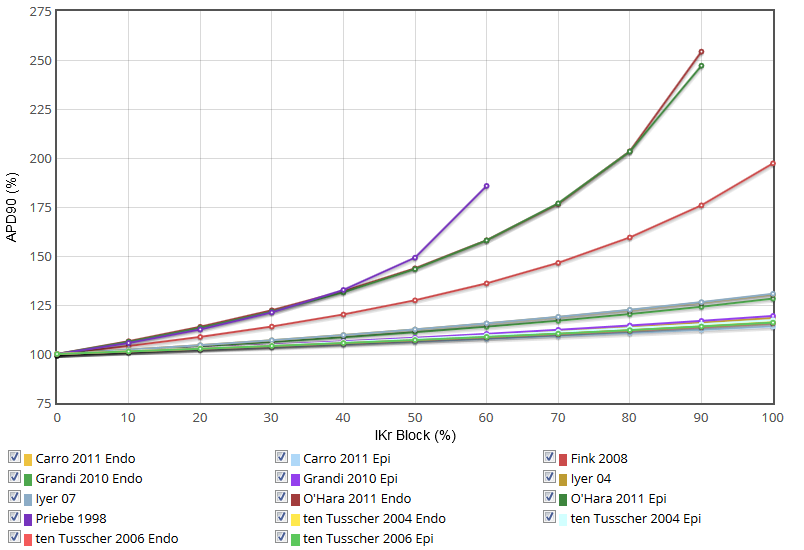 275
250
225
200
175
150
125
100
75
APD90 (%)
0 10 20 30 40 50 60 70 80 90 100
IKr Block (%)
Carro 2011 Endo Carro 2011 Epi Fink 2008
Grandi 2010 Endo Grandi 2010 Epi Iyer 04
Iyer 07 O'Hara 2011 Endo O'Hara 2011 Epi
Priebe 1998 ten Tusscher 2004 Endo ten Tusscher 2004 Epi
ten Tusscher 2006 Endo ten Tusscher 2006 Epi